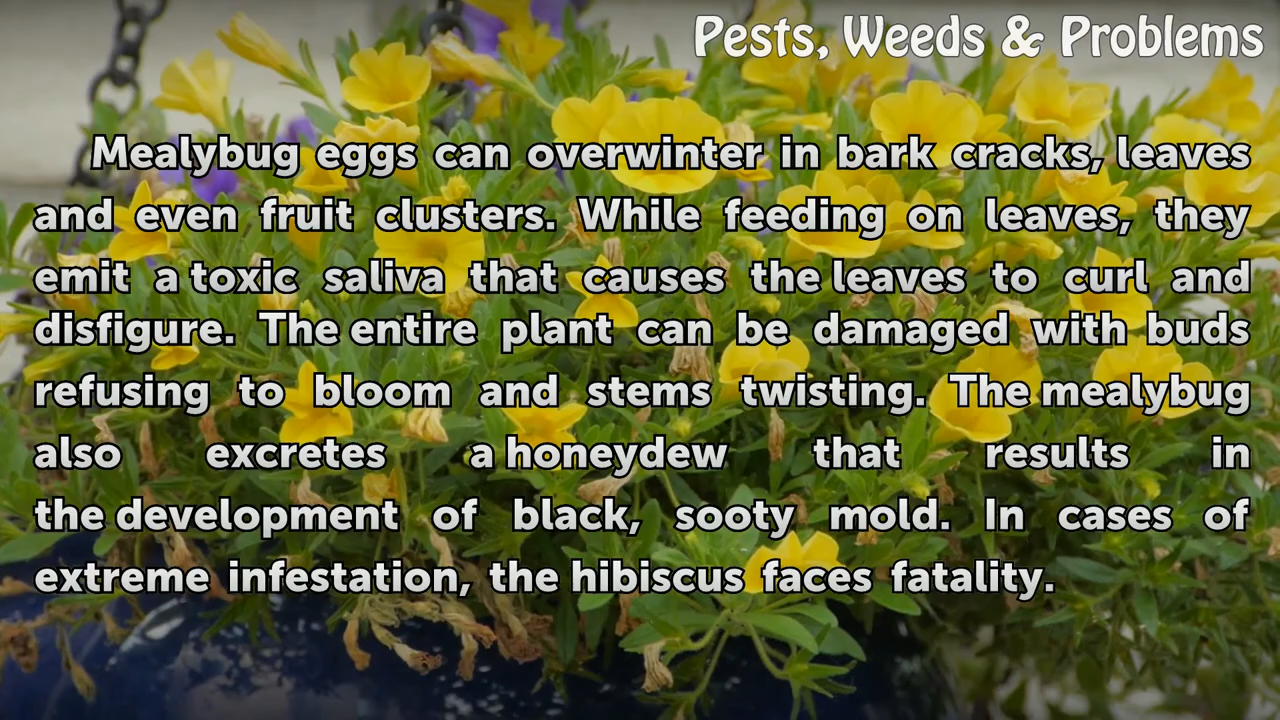 Pests, Weeds & Problems
Mealybug eggs can overwinter in bark cracks, leaves
and even fruit clusters. While feeding on leaves, they
emit a toxic saliva that causes the leaves to curl and
disfigure. The entire plant can be damaged with buds
refusing to bloom and stems twisting. The mealybug
also excretes a honeydew that results in
the development of black, sooty mold. In cases of
extreme infestation, the hibiscus faces fatality.